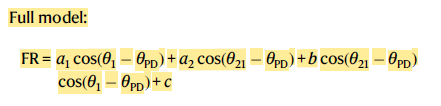 Full model:
FR = a₁ cos(θ₁ − θPD) + a₂ cos(θ₂₁ − θPD) + b cos(θ₂₁ − θPD)
cos(θ₁ − θPD) + c